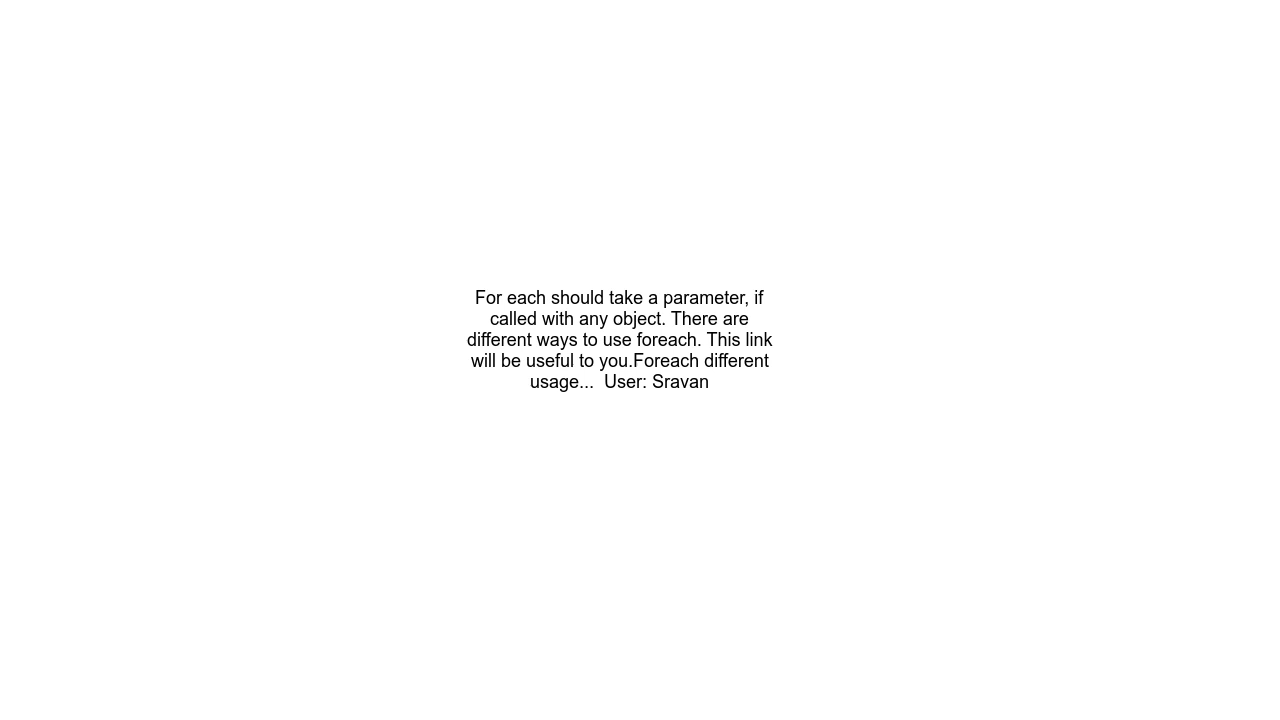 For each should take a parameter, if
called with any object. There are
different ways to use foreach. This link
will be useful to you.Foreach different
usage...  User: Sravan